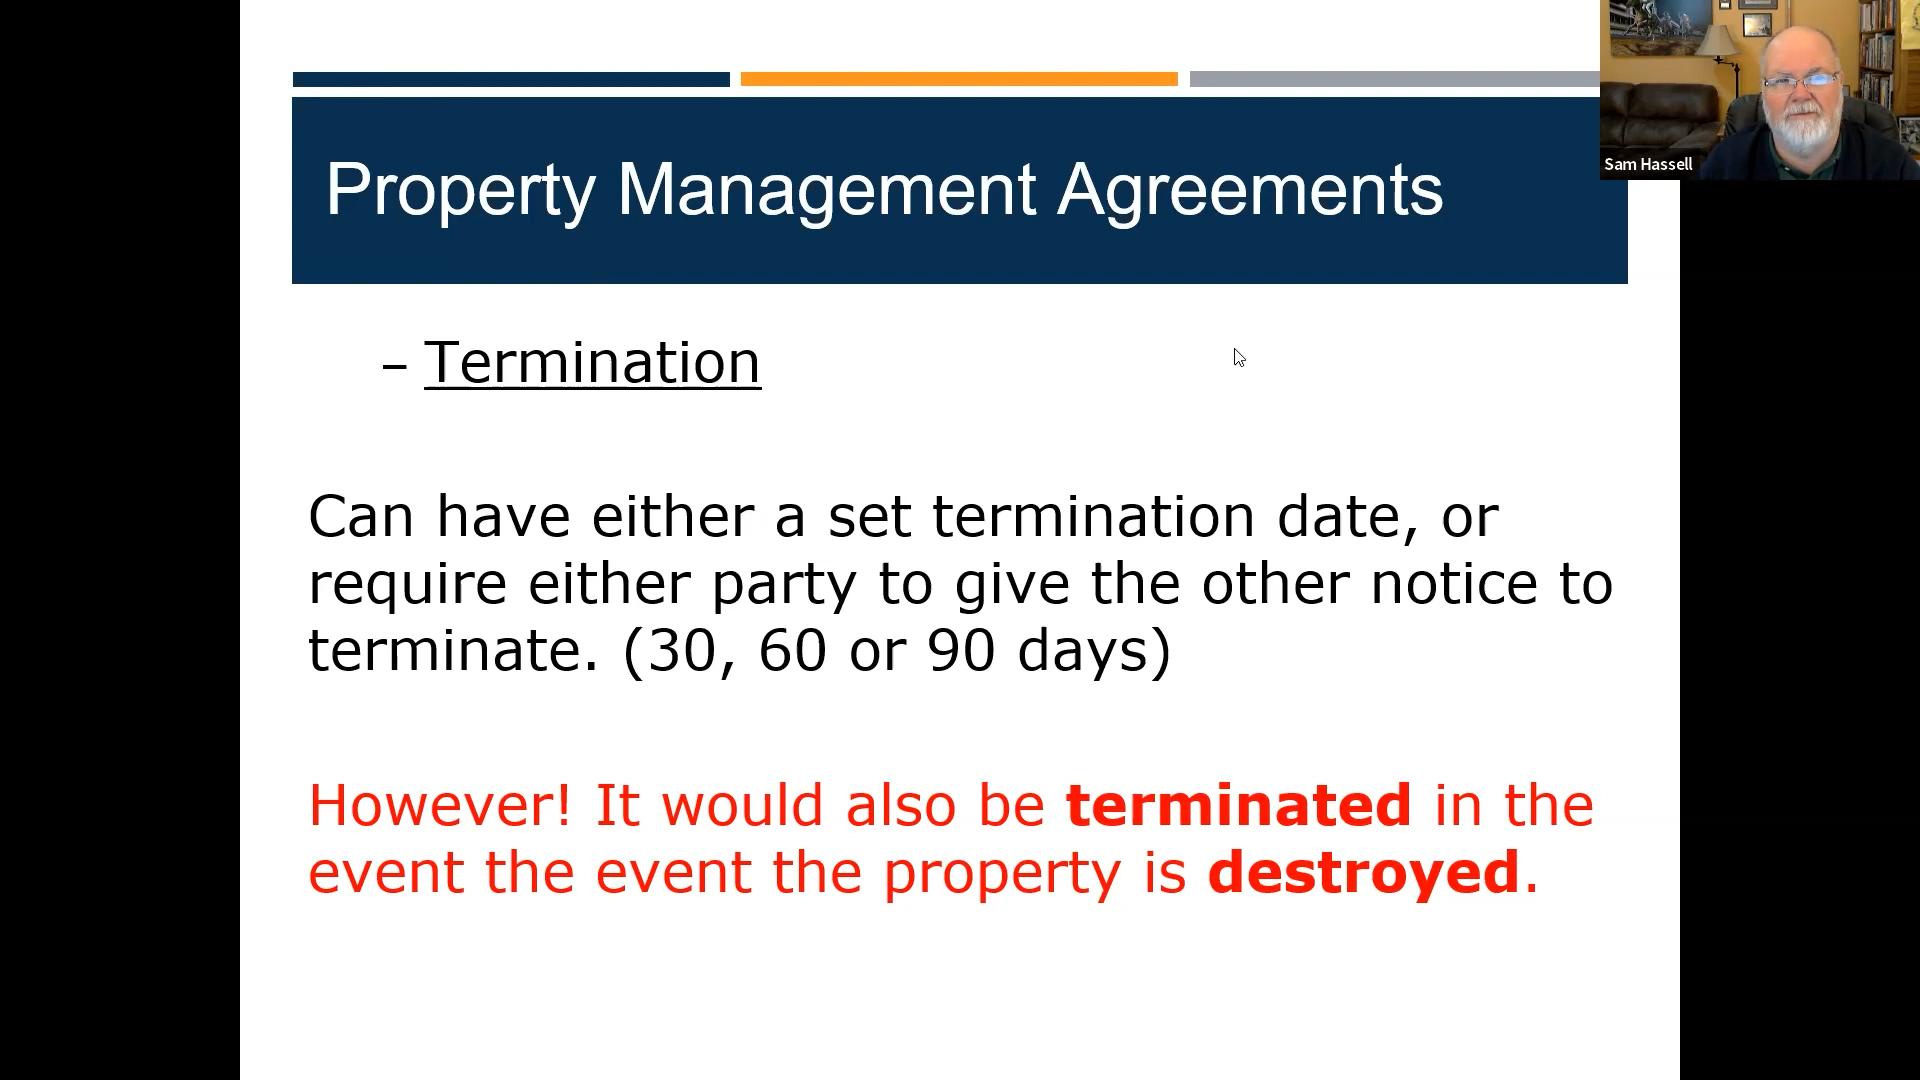 Property Management Agreements
Sam Hassell
– Termination
Can have either a set termination date, or
require either party to give the other notice to
terminate. (30, 60 or 90 days)
However! It would also be terminated in the
event the event the property is destroyed.